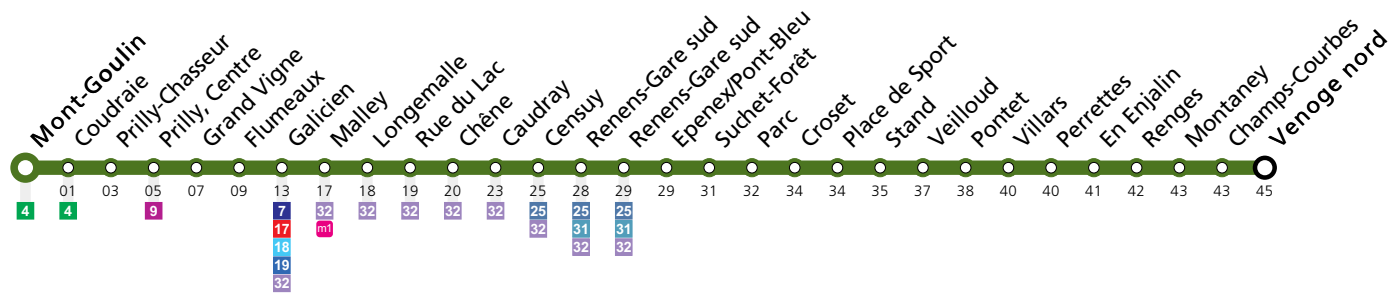 Mont-Goulin
Coudraie
Prilly-Chasseur
Prilly, Centre
Grand Vigne
Flumeaux
Galicien
Malley
Longemalle
Rue du Lac
Chêne
Caudray
Censuy
Renens-Gare sud
Renens-Gare sud
Epenex/Pont-Bleu
Suchet-Forêt
Parc
Croset
Place de Sport
Stand
Veilloud
Pontet
Villars
Perrettes
En Enjalin
Renges
Montaney
Champs-Courbes
Venoge nord
01 03 05 07 09 13 17 18 19 20 23 25 28 29 29 31 32 34 34 35 37 38 40 40 41 42 43 43 45
4 4 9 7 32 32 32 32 32 25 25 25
17 m1 32 31 31
18 32 32
19
32